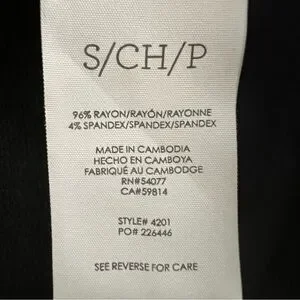 S/CH/P
96% RAYON/RAYÓN/RAYONNE
4% SPANDEX/SPANDEX/SPANDEX
MADE IN CAMBODIA
HECHO EN CAMBOYA
FABRIQUÉ AU CAMBODGE
RN#54077
CA#59814
STYLE# 4201
PO# 226446
SEE REVERSE FOR CARE